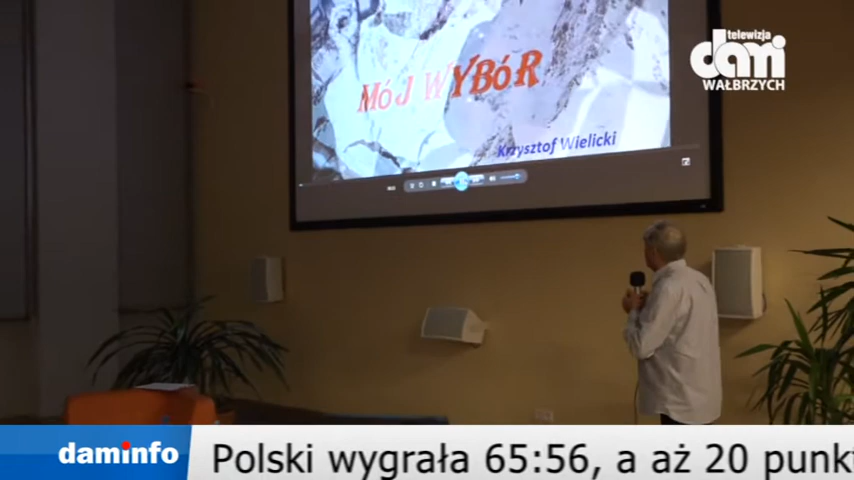 MÓJ WYBÓR
Krzysztof Wielicki
telewizja
dami
WAŁBRZYCH
daminfo
Polski wygrała 65:56, a aż 20 punk